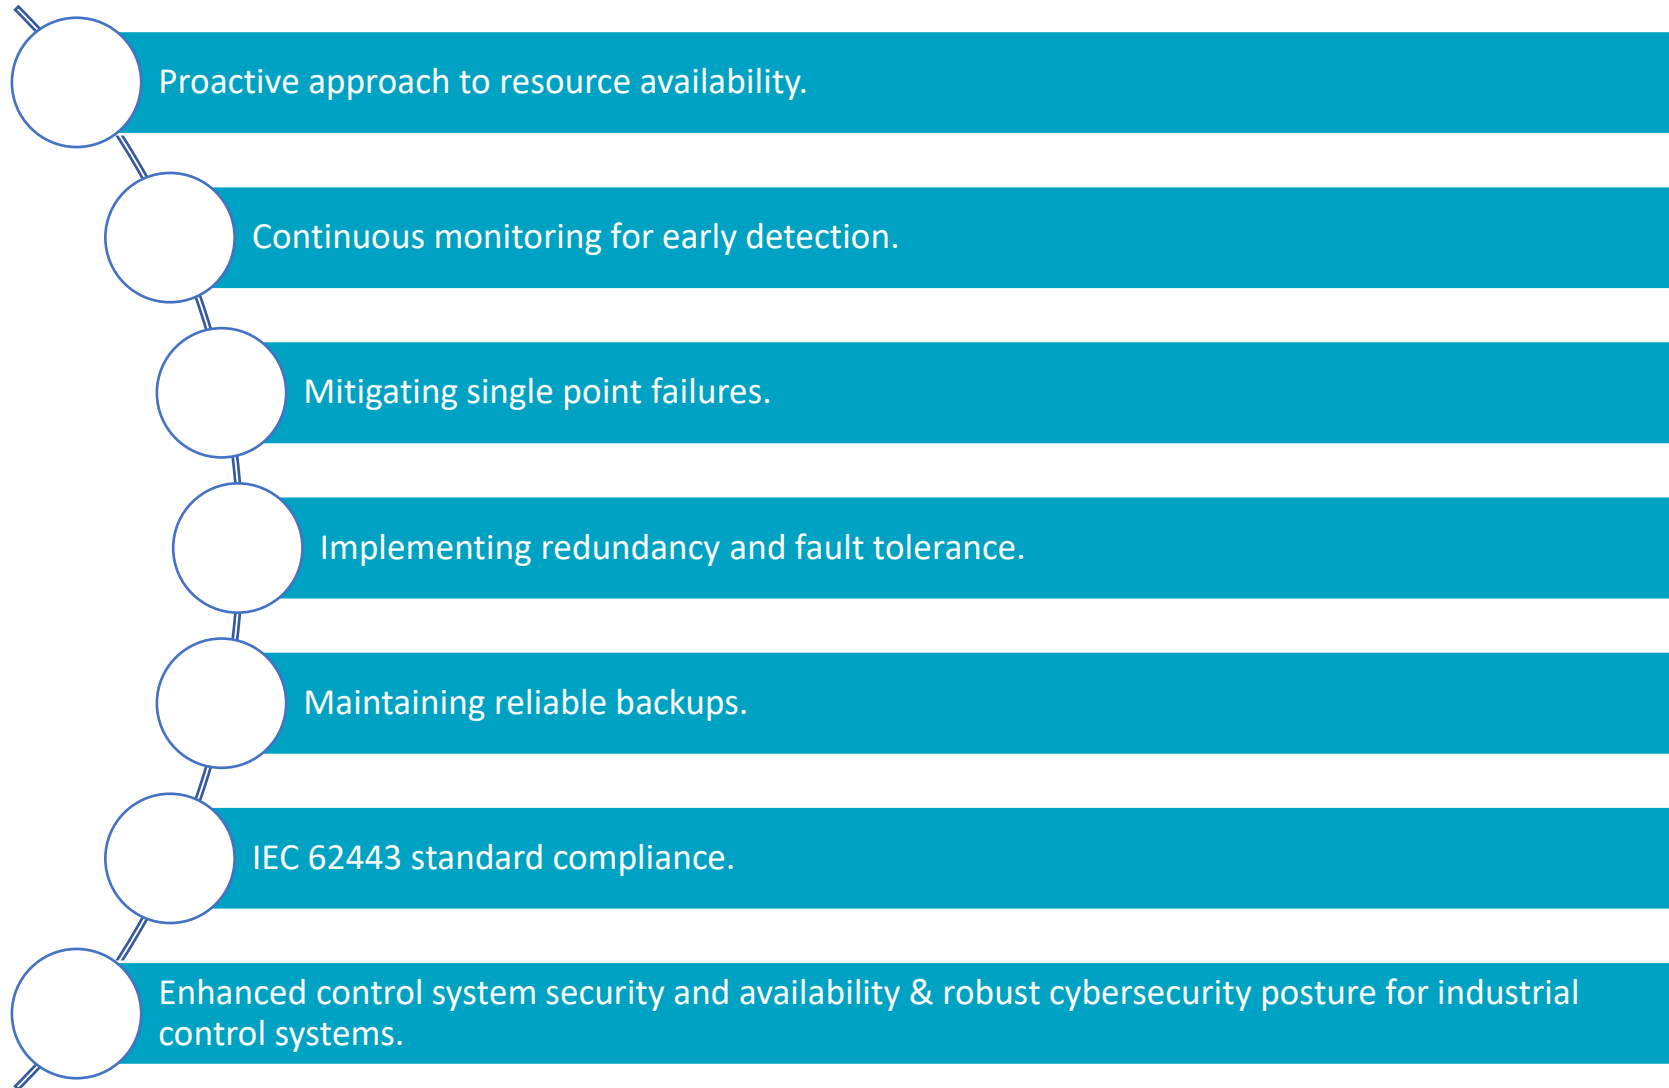 Proactive approach to resource availability.
Continuous monitoring for early detection.
Mitigating single point failures.
Implementing redundancy and fault tolerance.
Maintaining reliable backups.
IEC 62443 standard compliance.
Enhanced control system security and availability & robust cybersecurity posture for industrial
control systems.